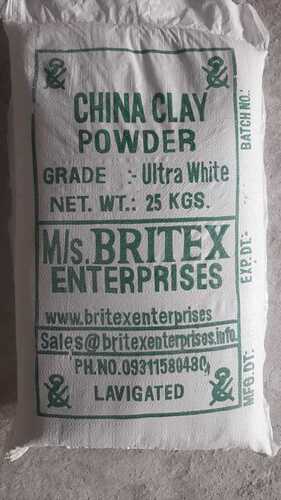 CHINA CLAY
POWDER
GRADE :- Ultra White
NET. WT.: 25 KGS.
M/s. BRITEX
ENTERPRISES
www.britexenterprises
Sales@britexenterprises.info.
PH.NO.09311580480
LAVIGATED
BATCH NO.:
EXP. DT:-
MFG.DT: